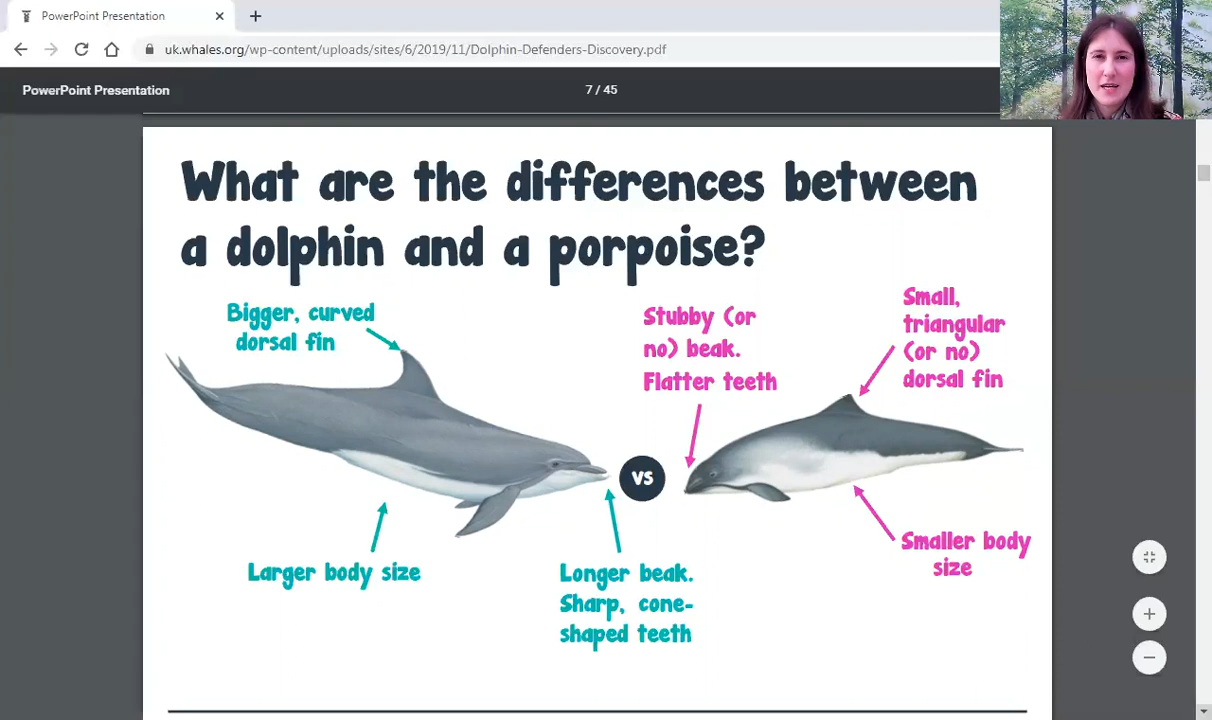 PowerPoint Presentation
uk.whales.org/wp-content/uploads/sites/6/2019/11/Dolphin-Defenders-Discovery.pdf
PowerPoint Presentation
7 / 45
What are the differences between
a dolphin and a porpoise?
Bigger, curved
dorsal fin
Larger body size
Longer beak.
Sharp, cone-
shaped teeth
vs
Stubby (or
no) beak.
Flatter teeth
Small,
triangular
(or no)
dorsal fin
Smaller body
size